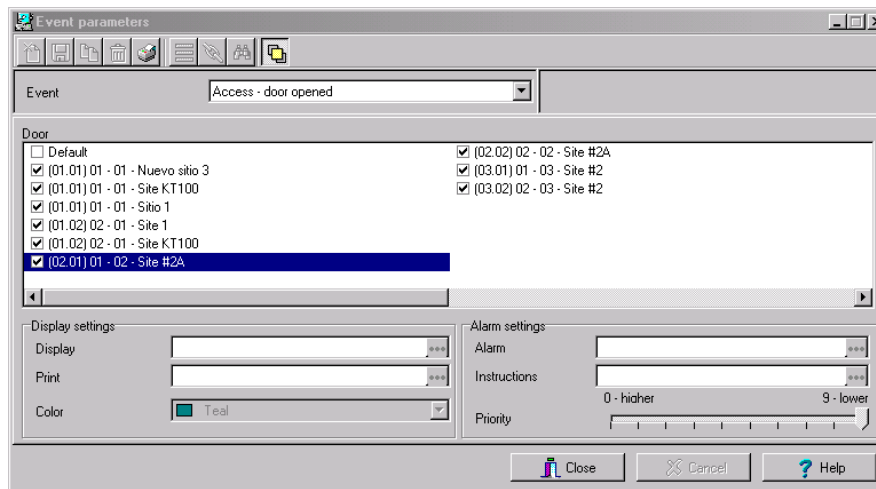 Event parameters
Event
Access - door opened
Door
Default
(01.01) 01 - 01 - Nuevo sitio 3
(01.01) 01 - 01 - Site KT100
(01.01) 01 - 01 - Sitio 1
(01.02) 02 - 01 - Site 1
(01.02) 02 - 01 - Site KT100
(02.01) 01 - 02 - Site #2A
(02.02) 02 - 02 - Site #2A
(03.01) 01 - 03 - Site #2
(03.02) 02 - 03 - Site #2
Display settings
Display
Print
Color
Teal
Alarm settings
Alarm
Instructions
0 - higher 9 - lower
Priority
Close Cancel Help